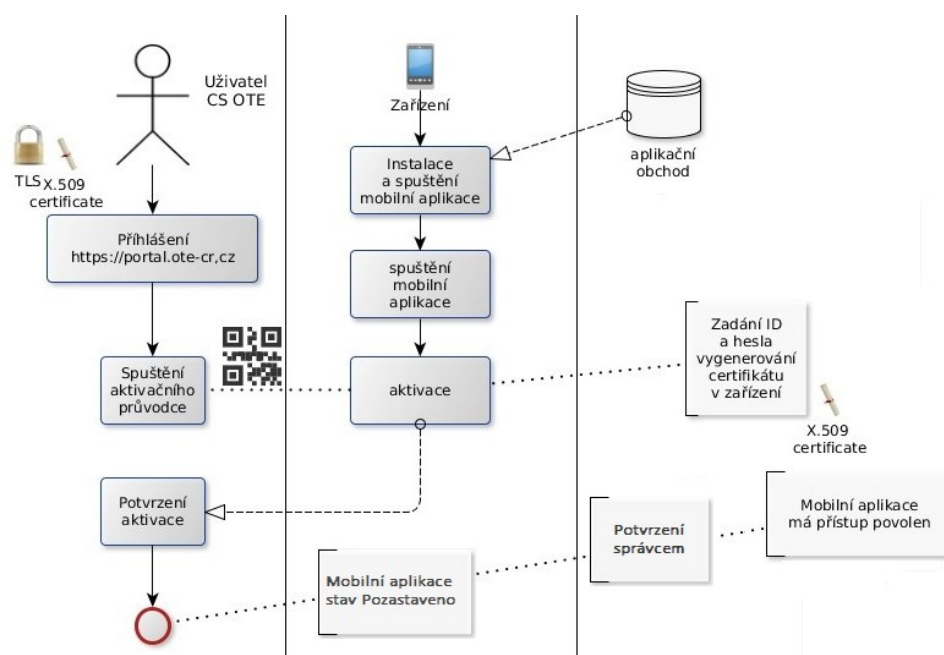 Uživatel
CS OTE
TLS
X.509
certificate
Příhlášení
https://portal.ote-cr,cz
Spuštění
aktivačního
průvodce
Potvrzení
aktivace
Zařízení
Instalace
a spuštění
mobilní aplikace
spuštění
mobilní
aplikace
aktivace
Mobilní aplikace
stav Pozastaveno
aplikační
obchod
Zadání ID
a hesla
vygenerování
certifikátu
v zařízení
X.509
certificate
Potvrzení
správcem
Mobilní aplikace
má přístup povolen